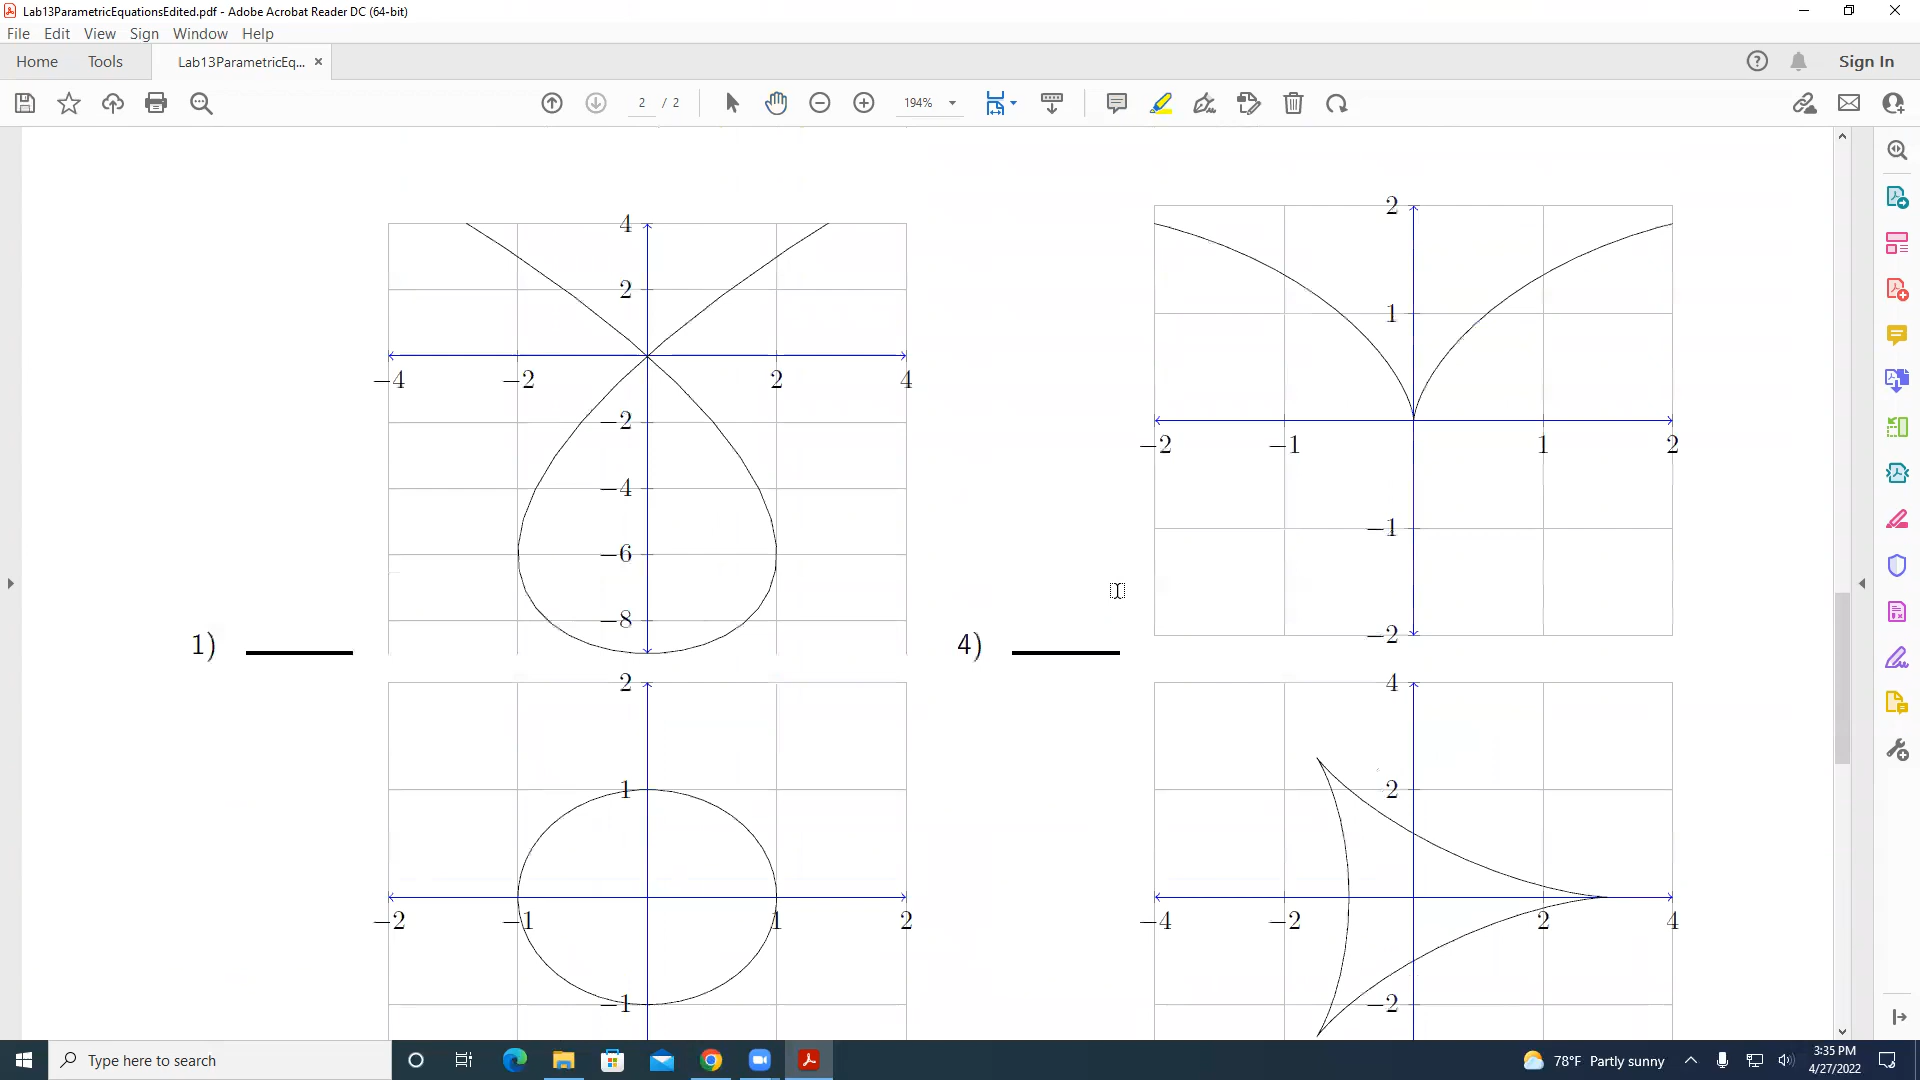 Lab13ParametricEquationsEdited.pdf - Adobe Acrobat Reader DC (64-bit)
File Edit View Sign Window Help
Home Tools Lab13ParametricEq... × Sign In
2 / 2 194%
4
2
−4 −2 2 4
−2
−4
−6
−8
1)
2
1
−2 −1 1 2
−1
−2
4)
2
1
−2 −1 1 2
−1
4
2
−4 −2 2 4
−2
Type here to search
78°F Partly sunny
3:35 PM
4/27/2022